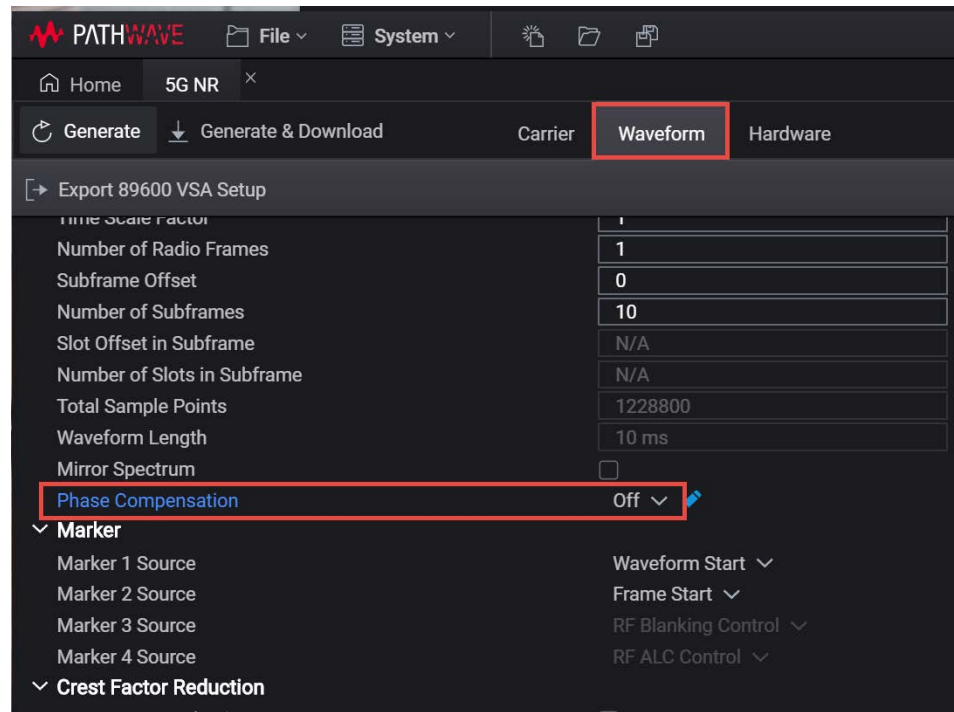 PATHWAVE File System
Home 5G NR ×
Generate Generate & Download Carrier Waveform Hardware
Export 89600 VSA Setup
Time Scale Factor 1
Number of Radio Frames 1
Subframe Offset 0
Number of Subframes 10
Slot Offset in Subframe N/A
Number of Slots in Subframe N/A
Total Sample Points 1228800
Waveform Length 10 ms
Mirror Spectrum
Phase Compensation Off
Marker
Marker 1 Source Waveform Start
Marker 2 Source Frame Start
Marker 3 Source RF Blanking Control
Marker 4 Source RF ALC Control
Crest Factor Reduction